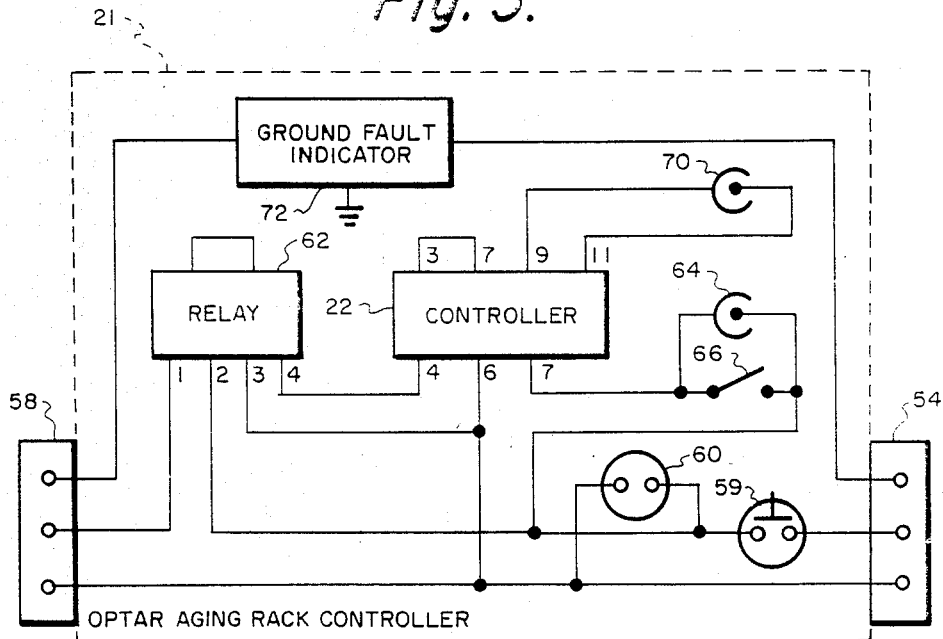 Fig. 5.
21
GROUND FAULT
INDICATOR
72
70
62
3 7 9 11
64
22
RELAY
CONTROLLER
66
1 2 3 4
4 6 7
58
54
60
59
OPTAR AGING RACK CONTROLLER